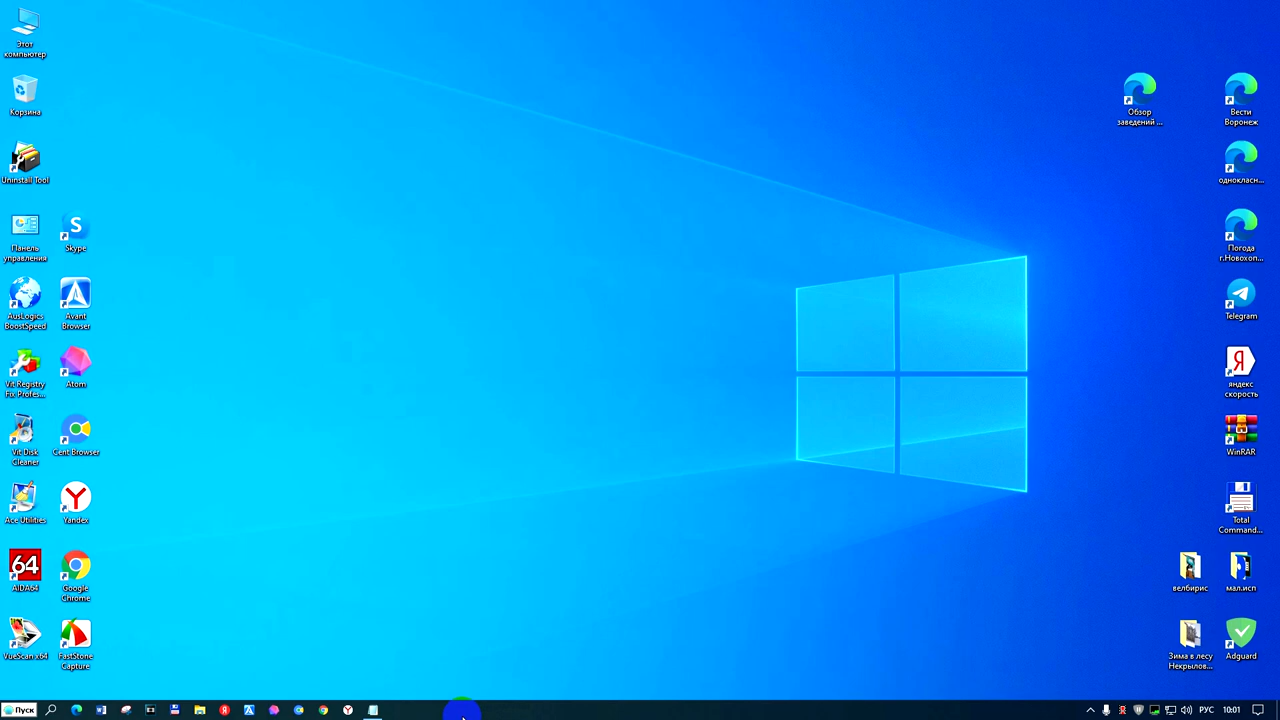 Этот
компьютер
Корзина
Uninstall Tool
Панель
управления
AusLogics
BoostSpeed
Vit Registry
Fix Profes...
Vit Disk
Cleaner
Ace Utilities
64
AIDA64
VueScan x64
S
Skype
Avant
Browser
Atom
Cent Browser
Y
Yandex
Google
Chrome
FastStone
Capture
Обзор
заведений ...
Вести
Воронеж
однокласн...
Погода
г.Новохоп...
Telegram
Я
яндекс
скорость
WinRAR
Total
Command...
велбирис
мал.исп
Зима в лесу
Некрылов...
Adguard
Пуск
РУС
10:01